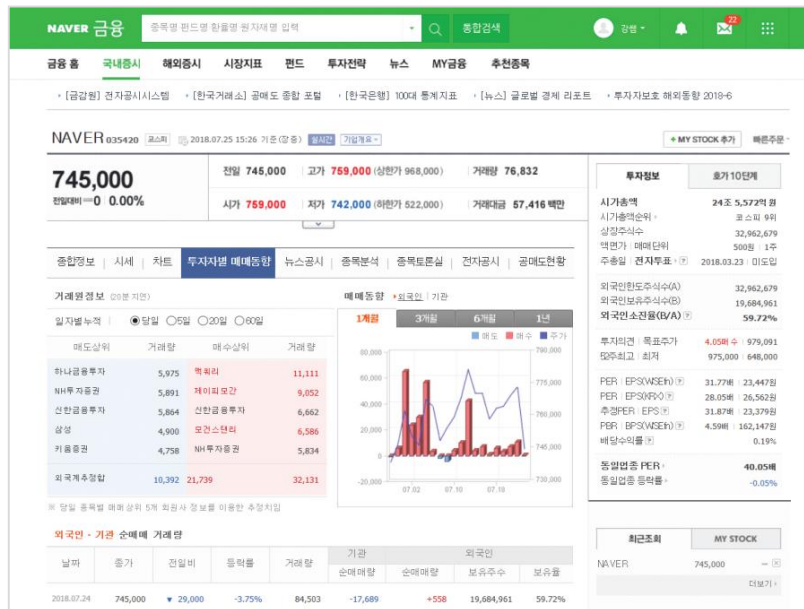 NAVER 금융 종목명·펀드명·환율명·원자재명 입력 통합검색 강쌤 22
금융 홈 국내증시 해외증시 시장지표 펀드 투자전략 뉴스 MY금융 추천종목
· [금감원] 전자공시시스템 · [한국거래소] 공매도 종합 포털 · [한국은행] 100대 통계지표 · [뉴스] 글로벌 경제 리포트 · 투자자보호 해외동향 2018-6
NAVER 035420 코스피 2018.07.25 15:26 기준(장중) 실시간 기업개요 + MY STOCK 추가 빠른주문
745,000
전일대비 0 0.00%
전일 745,000 고가 759,000 (상한가 968,000) 거래량 76,832
시가 759,000 저가 742,000 (하한가 522,000) 거래대금 57,416 백만
종합정보 시세 차트 투자자별 매매동향 뉴스공시 종목분석 종목토론실 전자공시 공매도현황
거래원정보 (20분 지연)
일자별누적 당일 5일 20일 60일
매도상위 거래량 매수상위 거래량
하나금융투자 5,975 맥쿼리 11,111
NH투자증권 5,891 제이피모간 9,052
신한금융투자 5,864 신한금융투자 6,662
삼성 4,900 모건스탠리 6,586
키움증권 4,758 NH투자증권 5,834
외국계추정합 10,392 21,739 32,131
※ 당일 종목별 매매 상위 5개 회원사 정보를 이용한 추정치임
매매동향 외국인 기관
1개월 3개월 6개월 1년
매도 매수 주가
80,000 790,000
60,000 775,000
40,000 760,000
20,000 745,000
0
-20,000 730,000
07.02 07.10 07.18
외국인·기관 순매매 거래량
날짜 종가 전일비 등락률 거래량 기관 외국인
순매매량 순매매량 보유주수 보유율
2018.07.24 745,000 ▼ 29,000 -3.75% 84,503 -17,689 +558 19,684,961 59.72%
투자정보 호가 10단계
시가총액 24조 5,572억 원
시가총액순위 코스피 9위
상장주식수 32,962,679
액면가 매매단위 500원 1주
주총일 전자투표 2018.03.23 미도입
외국인한도주식수(A) 32,962,679
외국인보유주식수(B) 19,684,961
외국인소진율(B/A) 59.72%
투자의견 목표주가 4.05매수 979,091
52주최고 최저 975,000 648,000
PER EPS(WISEfn) 31.77배 23,447원
PER EPS(KRX) 28.05배 26,562원
추정PER EPS 31.87배 23,379원
PBR BPS(WISEfn) 4.59배 162,147원
배당수익률 0.19%
동일업종 PER 40.05배
동일업종 등락률 -0.05%
최근조회 MY STOCK
NAVER 745,000 –
더보기